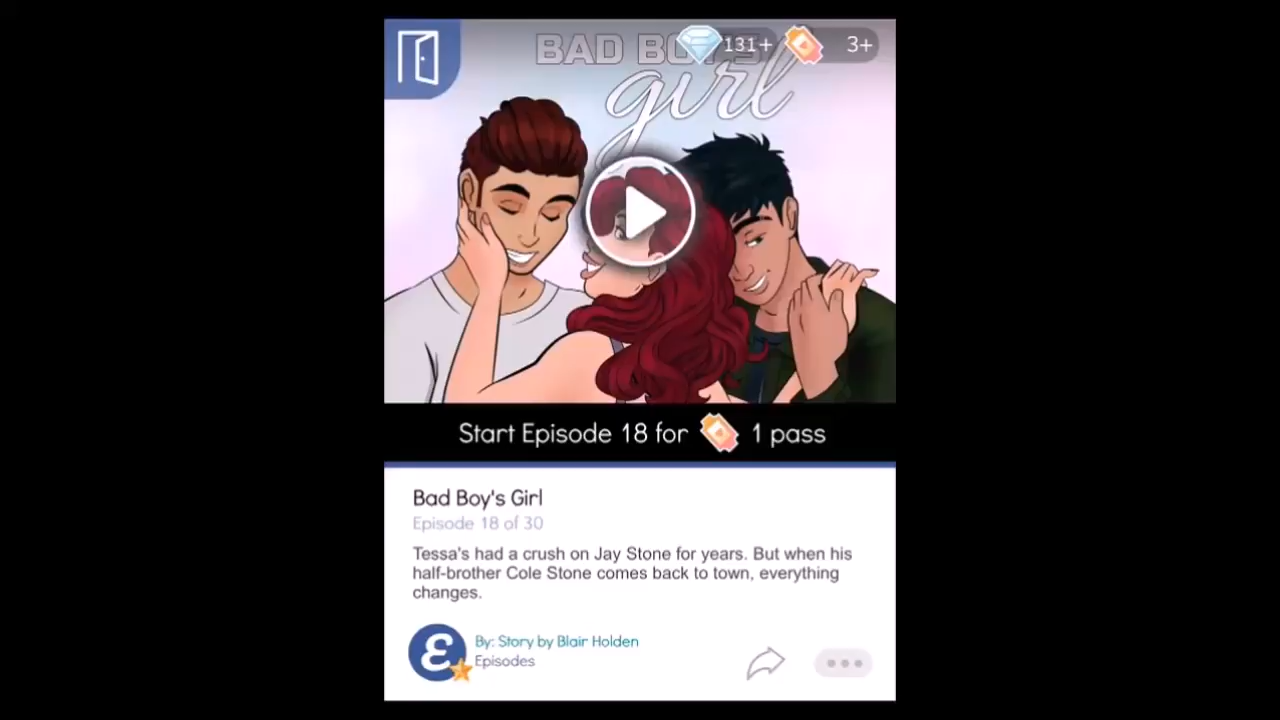 BAD BOY'S
girl
131+
3+
Start Episode 18 for 1 pass
Bad Boy's Girl
Episode 18 of 30
Tessa's had a crush on Jay Stone for years. But when his
half-brother Cole Stone comes back to town, everything
changes.
By: Story by Blair Holden
Episodes